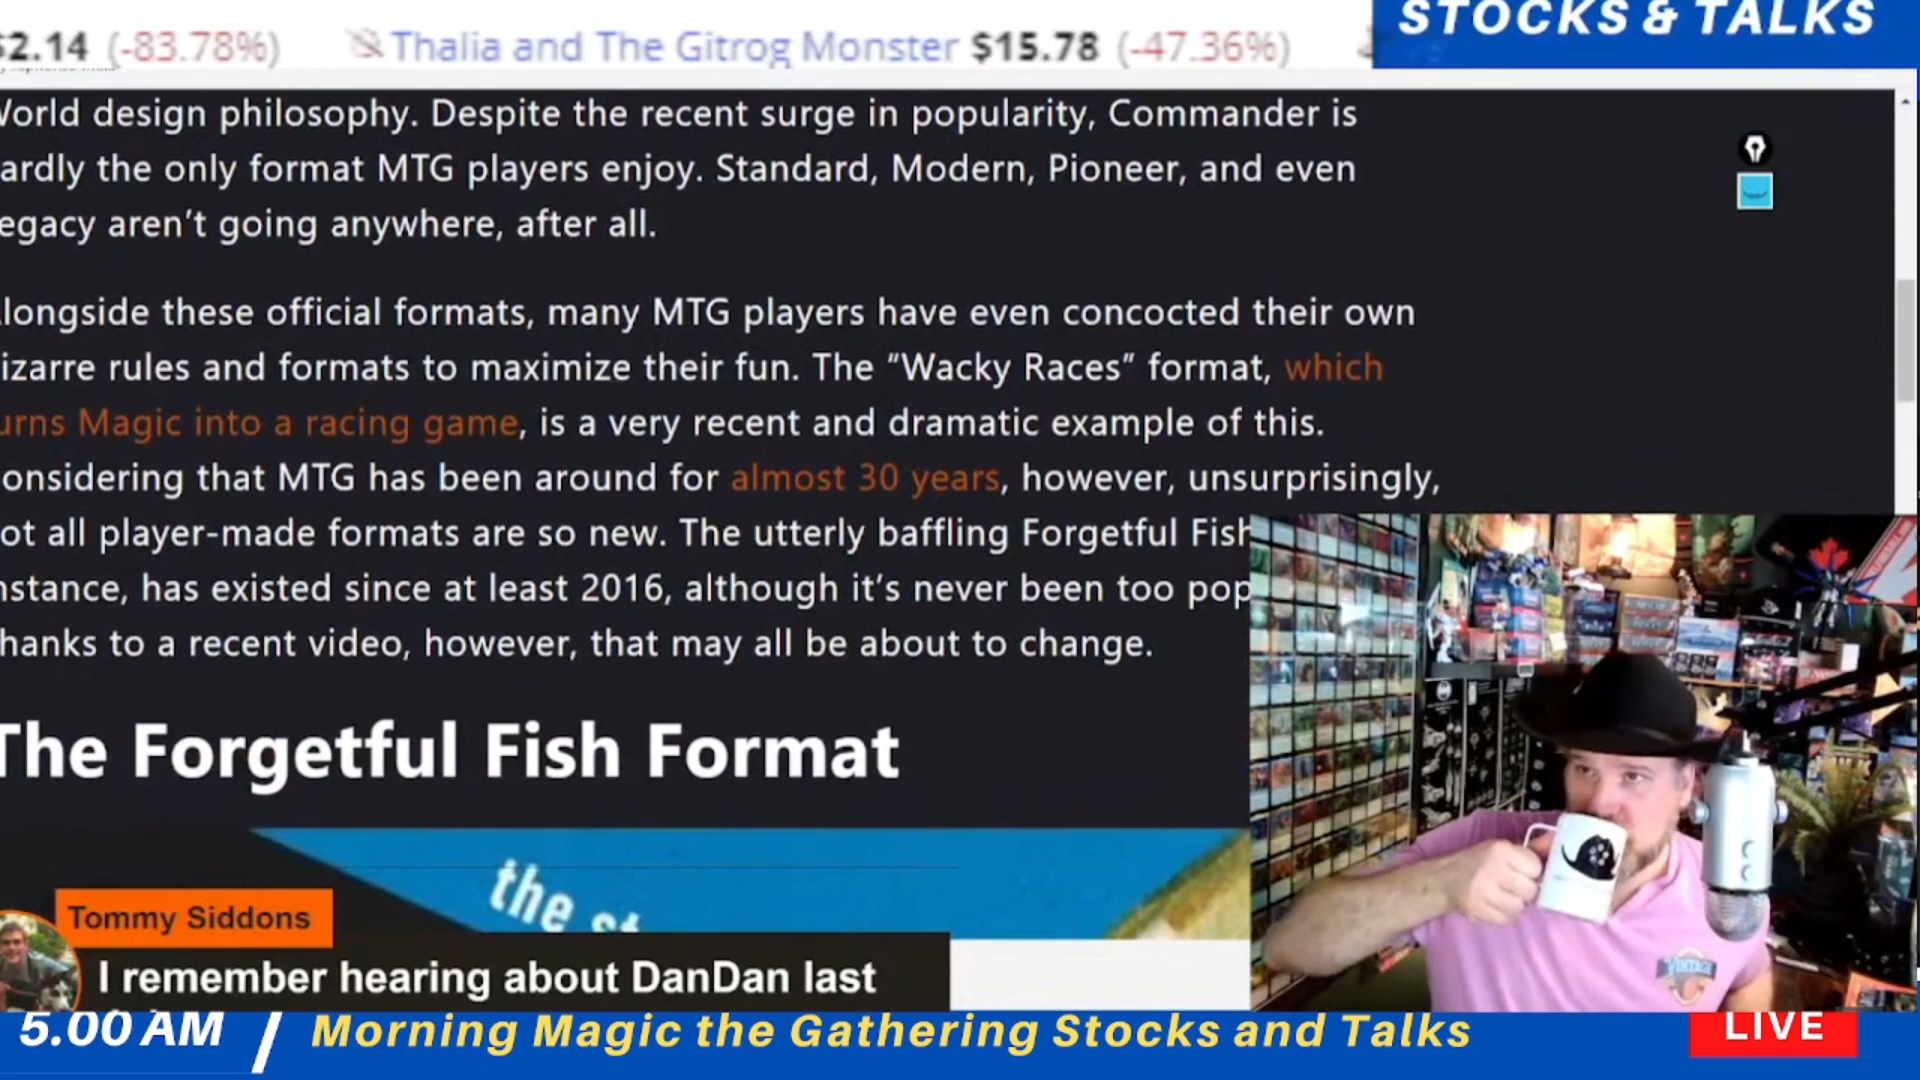 STOCKS & TALKS
$2.14 (-83.78%) Thalia and The Gitrog Monster $15.78 (-47.36%)
World design philosophy. Despite the recent surge in popularity, Commander is
ardly the only format MTG players enjoy. Standard, Modern, Pioneer, and even
egacy aren’t going anywhere, after all.
longside these official formats, many MTG players have even concocted their own
izarre rules and formats to maximize their fun. The “Wacky Races” format, which
urns Magic into a racing game, is a very recent and dramatic example of this.
onsidering that MTG has been around for almost 30 years, however, unsurprisingly,
ot all player-made formats are so new. The utterly baffling Forgetful Fish
nstance, has existed since at least 2016, although it’s never been too pop
hanks to a recent video, however, that may all be about to change.
The Forgetful Fish Format
the st
Tommy Siddons
I remember hearing about DanDan last
5.00 AM / Morning Magic the Gathering Stocks and Talks
LIVE